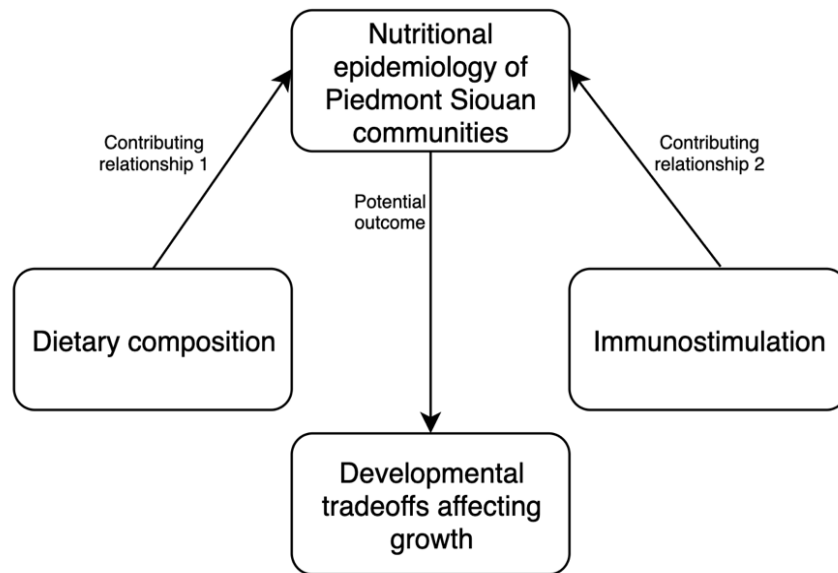 Nutritional
epidemiology of
Piedmont Siouan
communities
Contributing
relationship 1
Contributing
relationship 2
Potential
outcome
Dietary composition
Immunostimulation
Developmental
tradeoffs affecting
growth